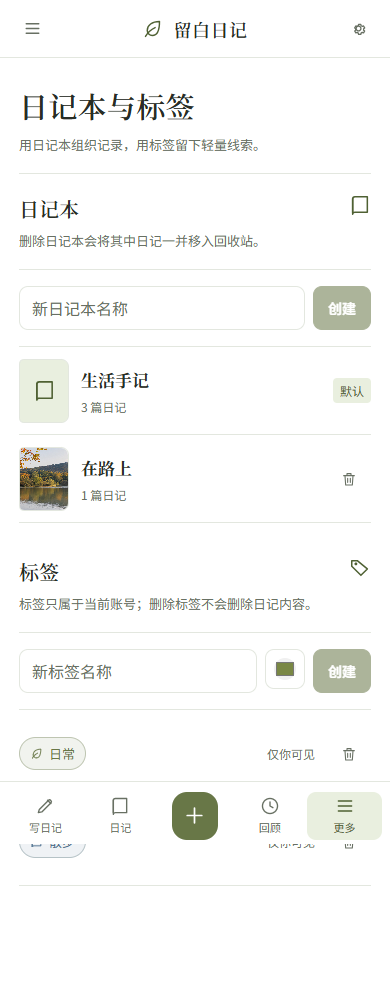 留白日记
日记本与标签
用日记本组织记录，用标签留下轻量线索。
日记本
删除日记本会将其中日记一并移入回收站。
新日记本名称
创建
生活手记
3 篇日记
默认
在路上
1 篇日记
标签
标签只属于当前账号；删除标签不会删除日记内容。
新标签名称
创建
日常
仅你可见
写日记
日记
回顾
更多
仅你可见